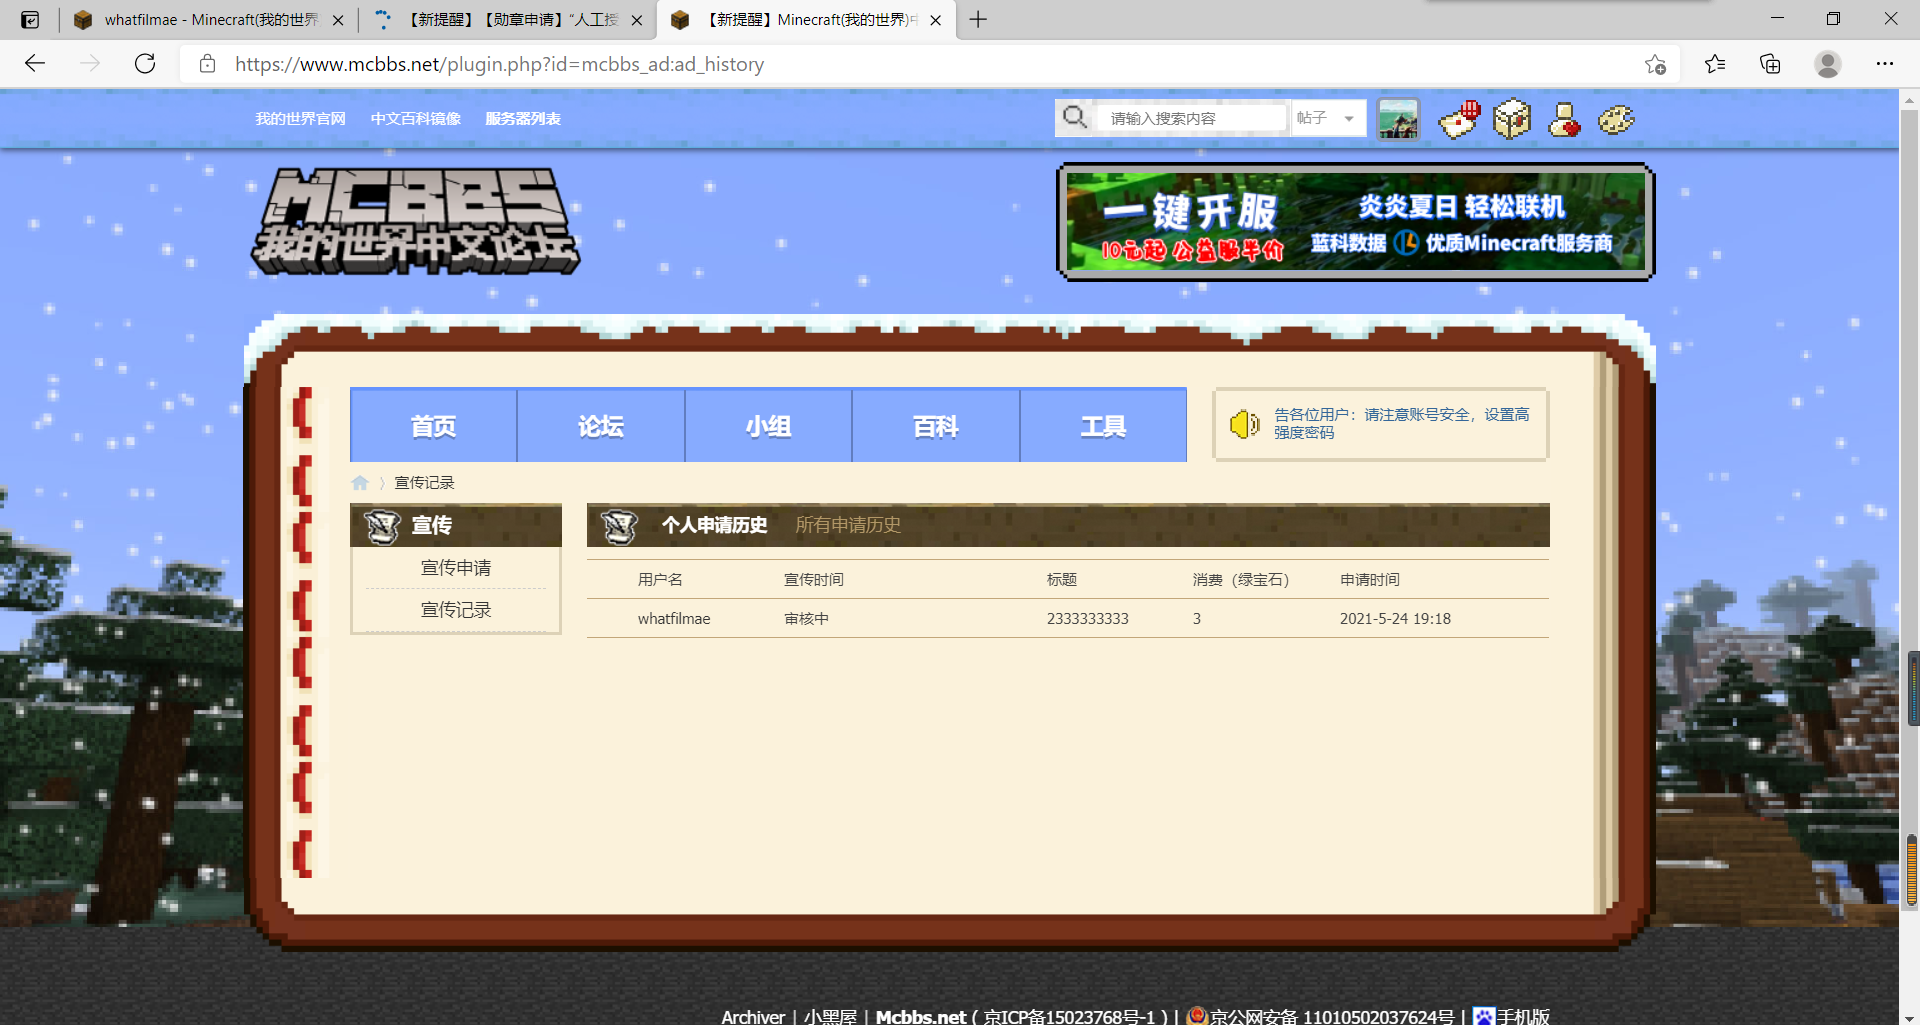 whatfilmae - Minecraft(我的世界
【新提醒】【勋章申请】“人工授
【新提醒】Minecraft(我的世界)中
https://www.mcbbs.net/plugin.php?id=mcbbs_ad:ad_history
我的世界官网 中文百科镜像 服务器列表
请输入搜索内容 帖子
MCBBS
我的世界中文论坛
一键开服
10元起 公益服半价
炎炎夏日 轻松联机
蓝科数据 优质Minecraft服务商
首页 论坛 小组 百科 工具
告各位用户：请注意账号安全，设置高
强度密码
宣传记录
宣传
宣传申请
宣传记录
个人申请历史 所有申请历史
用户名 宣传时间 标题 消费（绿宝石） 申请时间
whatfilmae 审核中 2333333333 3 2021-5-24 19:18
Archiver | 小黑屋 | Mcbbs.net ( 京ICP备15023768号-1 ) | 京公网安备 11010502037624号 | 手机版